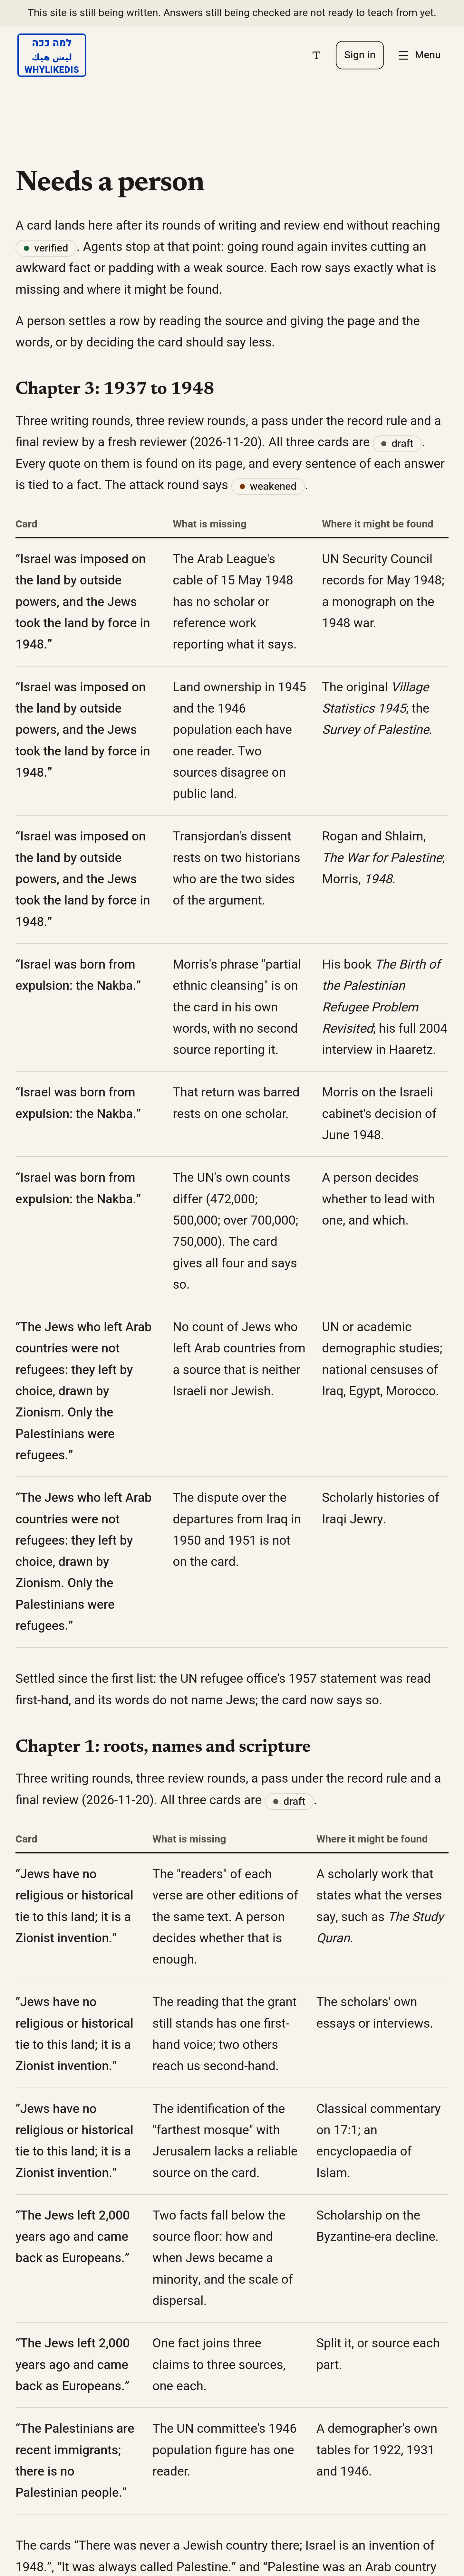 This site is still being written. Answers still being checked are not ready to teach from yet.
למה ככה
ليش هيك
WHYLIKEDIS
T
Sign in
Menu
Needs a person
A card lands here after its rounds of writing and review end without reaching
verified. Agents stop at that point: going round again invites cutting an
awkward fact or padding with a weak source. Each row says exactly what is
missing and where it might be found.
A person settles a row by reading the source and giving the page and the
words, or by deciding the card should say less.
Chapter 3: 1937 to 1948
Three writing rounds, three review rounds, a pass under the record rule and a
final review by a fresh reviewer (2026-11-20). All three cards are draft.
Every quote on them is found on its page, and every sentence of each answer
is tied to a fact. The attack round says weakened.
Card
What is missing
Where it might be found
“Israel was imposed on
the land by outside
powers, and the Jews
took the land by force in
1948.”
The Arab League's
cable of 15 May 1948
has no scholar or
reference work
reporting what it says.
UN Security Council
records for May 1948;
a monograph on the
1948 war.
“Israel was imposed on
the land by outside
powers, and the Jews
took the land by force in
1948.”
Land ownership in 1945
and the 1946
population each have
one reader. Two
sources disagree on
public land.
The original Village
Statistics 1945; the
Survey of Palestine.
“Israel was imposed on
the land by outside
powers, and the Jews
took the land by force in
1948.”
Transjordan's dissent
rests on two historians
who are the two sides
of the argument.
Rogan and Shlaim,
The War for Palestine;
Morris, 1948.
“Israel was born from
expulsion: the Nakba.”
Morris's phrase "partial
ethnic cleansing" is on
the card in his own
words, with no second
source reporting it.
His book The Birth of
the Palestinian
Refugee Problem
Revisited; his full 2004
interview in Haaretz.
“Israel was born from
expulsion: the Nakba.”
That return was barred
rests on one scholar.
Morris on the Israeli
cabinet's decision of
June 1948.
“Israel was born from
expulsion: the Nakba.”
The UN's own counts
differ (472,000;
500,000; over 700,000;
750,000). The card
gives all four and says
so.
A person decides
whether to lead with
one, and which.
“The Jews who left Arab
countries were not
refugees: they left by
choice, drawn by
Zionism. Only the
Palestinians were
refugees.”
No count of Jews who
left Arab countries from
a source that is neither
Israeli nor Jewish.
UN or academic
demographic studies;
national censuses of
Iraq, Egypt, Morocco.
“The Jews who left Arab
countries were not
refugees: they left by
choice, drawn by
Zionism. Only the
Palestinians were
refugees.”
The dispute over the
departures from Iraq in
1950 and 1951 is not
on the card.
Scholarly histories of
Iraqi Jewry.
Settled since the first list: the UN refugee office's 1957 statement was read
first-hand, and its words do not name Jews; the card now says so.
Chapter 1: roots, names and scripture
Three writing rounds, three review rounds, a pass under the record rule and a
final review (2026-11-20). All three cards are draft.
Card
What is missing
Where it might be found
“Jews have no
religious or historical
tie to this land; it is a
Zionist invention.”
The "readers" of each
verse are other editions of
the same text. A person
decides whether that is
enough.
A scholarly work that
states what the verses
say, such as The Study
Quran.
“Jews have no
religious or historical
tie to this land; it is a
Zionist invention.”
The reading that the grant
still stands has one first-
hand voice; two others
reach us second-hand.
The scholars' own
essays or interviews.
“Jews have no
religious or historical
tie to this land; it is a
Zionist invention.”
The identification of the
"farthest mosque" with
Jerusalem lacks a reliable
source on the card.
Classical commentary
on 17:1; an
encyclopaedia of
Islam.
“The Jews left 2,000
years ago and came
back as Europeans.”
Two facts fall below the
source floor: how and
when Jews became a
minority, and the scale of
dispersal.
Scholarship on the
Byzantine-era decline.
“The Jews left 2,000
years ago and came
back as Europeans.”
One fact joins three
claims to three sources,
one each.
Split it, or source each
part.
“The Palestinians are
recent immigrants;
there is no
Palestinian people.”
The UN committee's 1946
population figure has one
reader.
A demographer's own
tables for 1922, 1931
and 1946.
The cards “There was never a Jewish country there; Israel is an invention of
1948.”, “It was always called Palestine.” and “Palestine was an Arab country